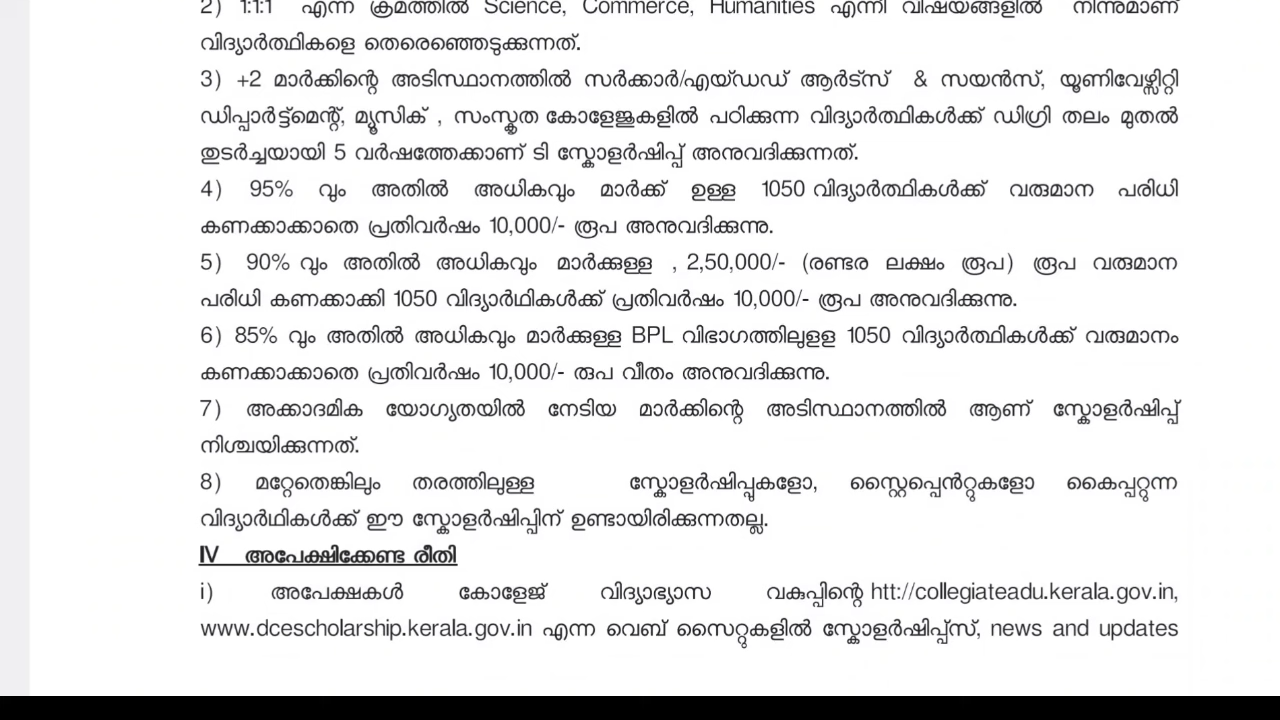 2) 1:1:1 എന്ന ക്രമത്തിൽ Science, Commerce, Humanities എന്നീ വിഷയങ്ങളിൽ നിന്നുമാണ്
വിദ്യാർത്ഥികളെ തെരെഞ്ഞെടുക്കുന്നത്.
3) +2 മാർക്കിന്റെ അടിസ്ഥാനത്തിൽ സർക്കാർ/എയ്ഡഡ് ആർട്സ് & സയൻസ്, യൂണിവേഴ്സിറ്റി
ഡിപ്പാർട്ട്മെന്റ്, മ്യൂസിക് , സംസ്കൃത കോളേജുകളിൽ പഠിക്കുന്ന വിദ്യാർത്ഥികൾക്ക് ഡിഗ്രി തലം മുതൽ
തുടർച്ചയായി 5 വർഷത്തേക്കാണ് ടി സ്കോളർഷിപ്പ് അനുവദിക്കുന്നത്.
4) 95% വും അതിൽ അധികവും മാർക്ക് ഉള്ള 1050 വിദ്യാർത്ഥികൾക്ക് വരുമാന പരിധി
കണക്കാക്കാതെ പ്രതിവർഷം 10,000/- രൂപ അനുവദിക്കുന്നു.
5) 90% വും അതിൽ അധികവും മാർക്കുള്ള , 2,50,000/- (രണ്ടര ലക്ഷം രൂപ) രൂപ വരുമാന
പരിധി കണക്കാക്കി 1050 വിദ്യാർഥികൾക്ക് പ്രതിവർഷം 10,000/- രൂപ അനുവദിക്കുന്നു.
6) 85% വും അതിൽ അധികവും മാർക്കുള്ള BPL വിഭാഗത്തിലുളള 1050 വിദ്യാർത്ഥികൾക്ക് വരുമാനം
കണക്കാക്കാതെ പ്രതിവർഷം 10,000/- രുപ വീതം അനുവദിക്കുന്നു.
7) അക്കാദമിക യോഗ്യതയിൽ നേടിയ മാർക്കിന്റെ അടിസ്ഥാനത്തിൽ ആണ് സ്കോളർഷിപ്പ്
നിശ്ചയിക്കുന്നത്.
8) മറ്റേതെങ്കിലും തരത്തിലുള്ള സ്കോളർഷിപ്പുകളോ, സ്റ്റൈപ്പെൻറ്റുകളോ കൈപ്പറ്റുന്ന
വിദ്യാർഥികൾക്ക് ഈ സ്കോളർഷിപ്പിന് ഉണ്ടായിരിക്കുന്നതല്ല.
IV അപേക്ഷിക്കേണ്ട രീതി
i) അപേക്ഷകൾ കോളേജ് വിദ്യാഭ്യാസ വകുപ്പിന്റെ htt://collegiateadu.kerala.gov.in,
www.dcescholarship.kerala.gov.in എന്ന വെബ് സൈറ്റുകളിൽ സ്കോളർഷിപ്പ്സ്, news and updates